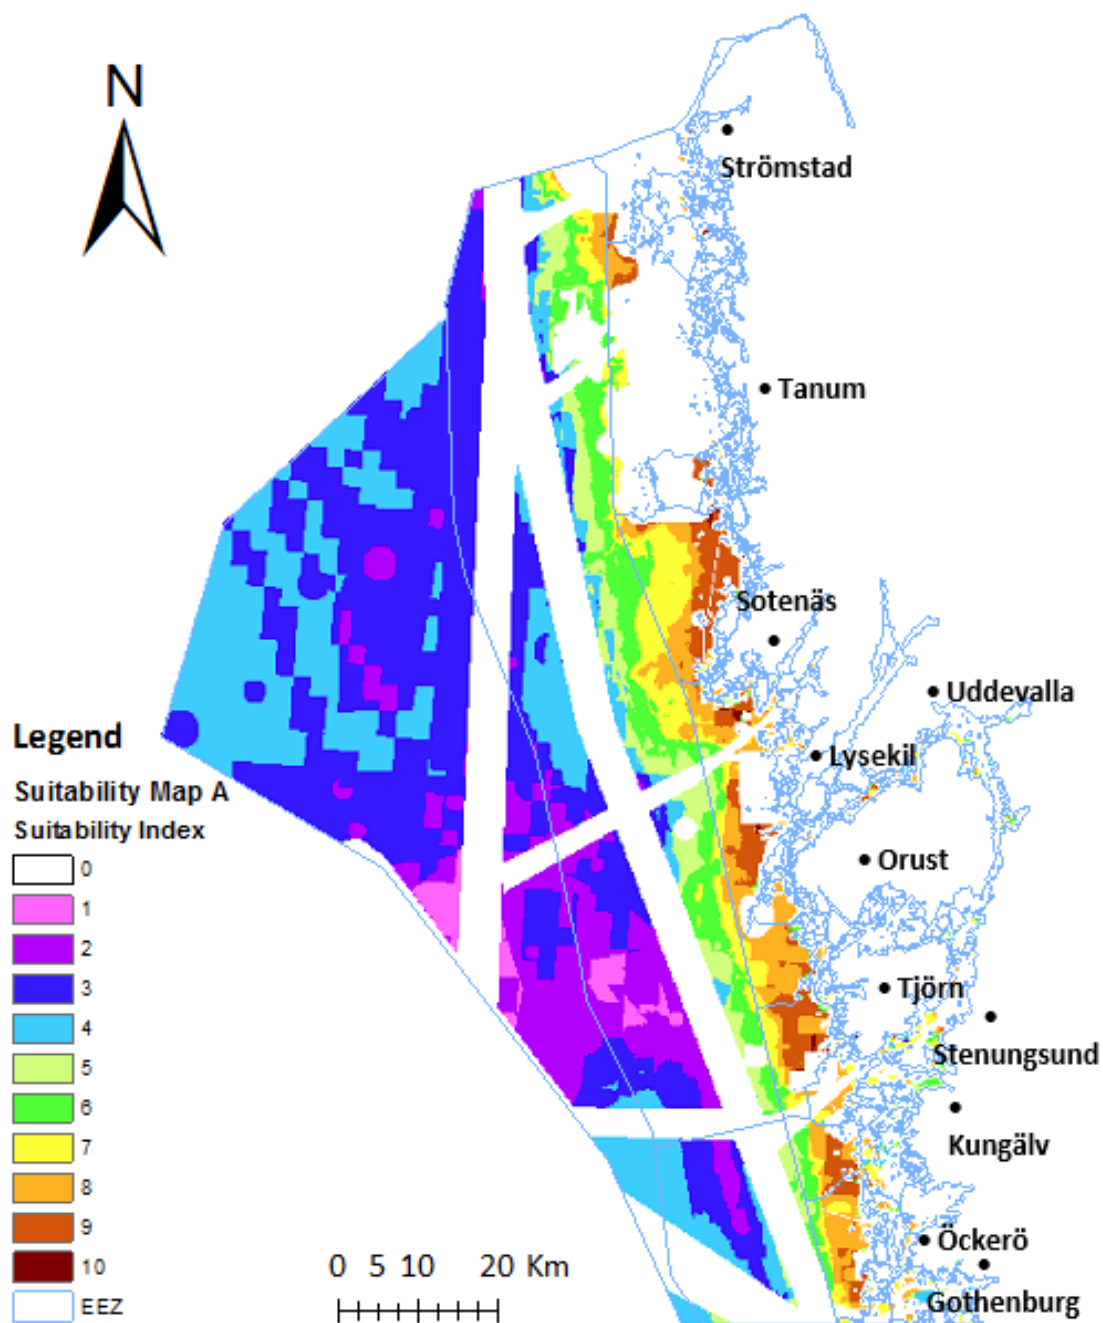 N
Strömstad
Tanum
Sotenäs
Uddevalla
Lysekil
Orust
Tjörn
Stenungsund
Kungälv
Öckerö
Gothenburg
Legend
Suitability Map A
Suitability Index
0
1
2
3
4
5
6
7
8
9
10
EEZ
0 5 10 20 Km